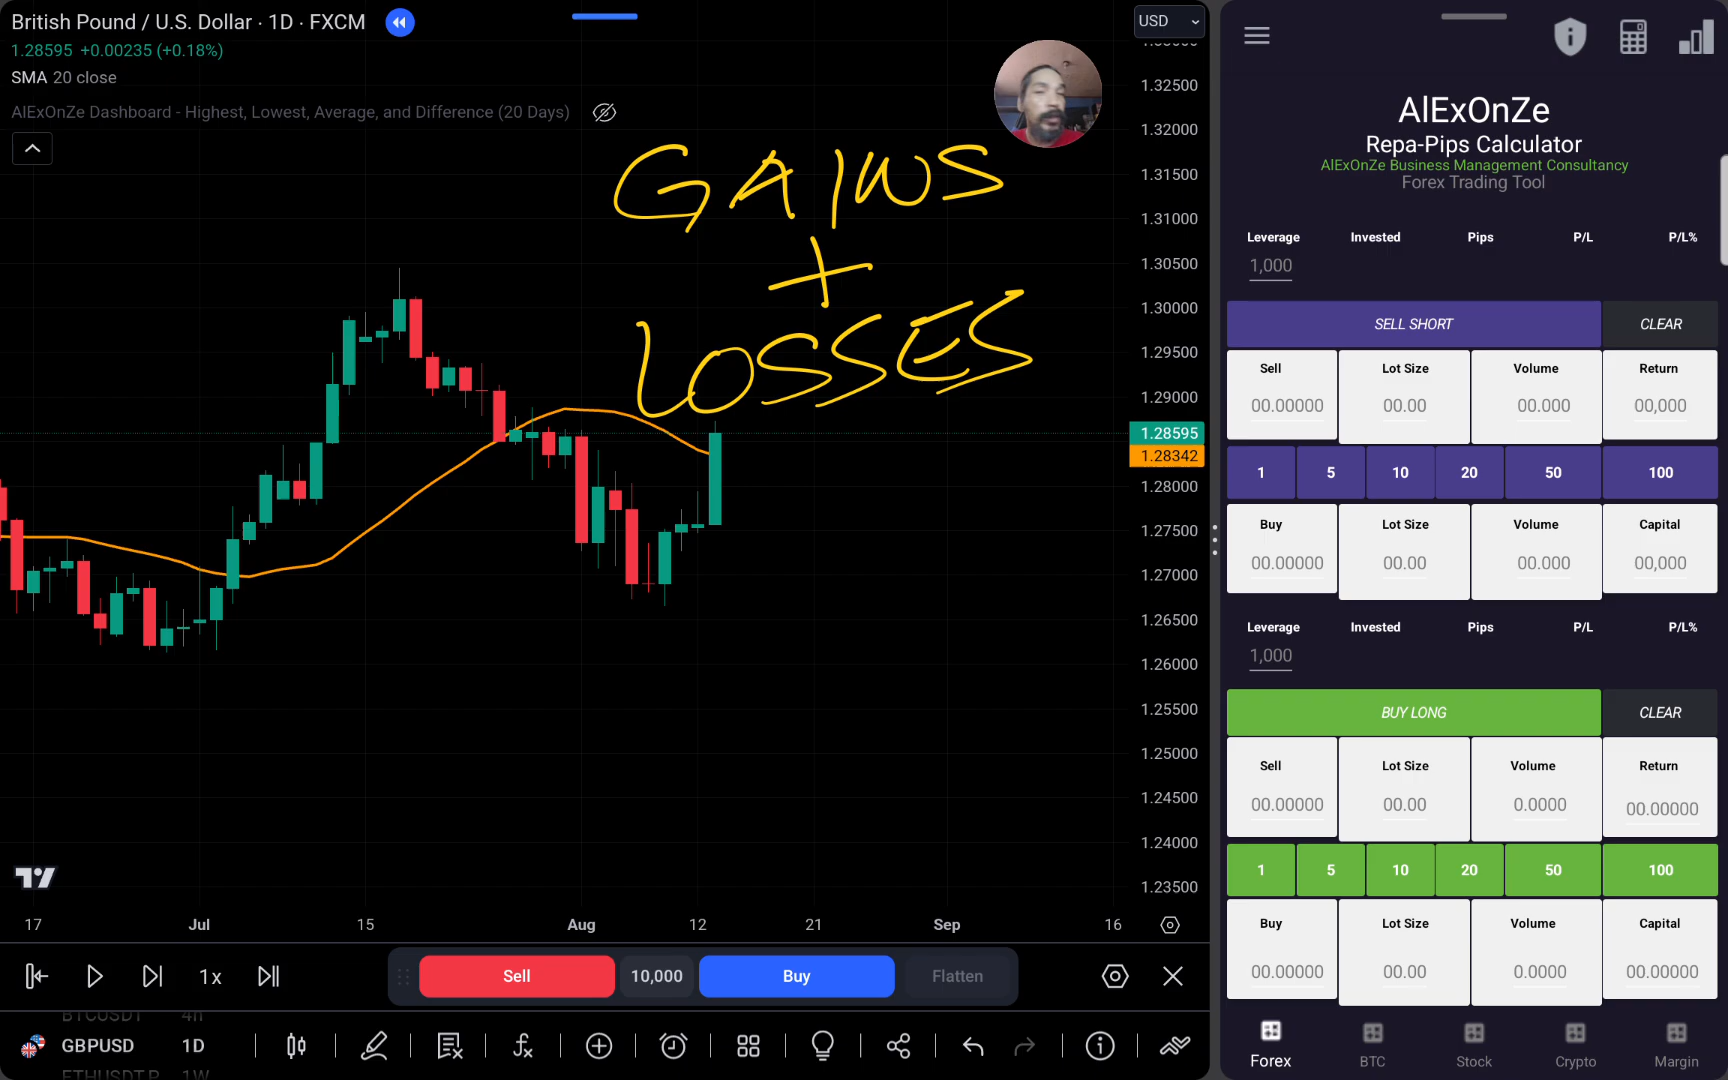 British Pound / U.S. Dollar · 1D · FXCM
USD
1.28595 +0.00235 (+0.18%)
SMA 20 close
AlExOnZe Dashboard - Highest, Lowest, Average, and Difference (20 Days)
GAINS
+
LOSSES
1.32500
1.32000
1.31500
1.31000
1.30500
1.30000
1.29500
1.29000
1.28595
1.28342
1.28000
1.27500
1.27000
1.26500
1.26000
1.25500
1.25000
1.24500
1.24000
1.23500
17 Jul 15 Aug 12 21 Sep 16
1x
Sell 10,000 Buy Flatten
BTCUSDT 4h
GBPUSD 1D
ETHUSDT.P 1W
AlExOnZe
Repa-Pips Calculator
AlExOnZe Business Management Consultancy
Forex Trading Tool
Leverage Invested Pips P/L P/L%
1,000
SELL SHORT CLEAR
Sell Lot Size Volume Return
00.00000 00.00 00.000 00,000
1 5 10 20 50 100
Buy Lot Size Volume Capital
00.00000 00.00 00.000 00,000
Leverage Invested Pips P/L P/L%
1,000
BUY LONG CLEAR
Sell Lot Size Volume Return
00.00000 00.00 0.0000 00.00000
1 5 10 20 50 100
Buy Lot Size Volume Capital
00.00000 00.00 0.0000 00.00000
Forex BTC Stock Crypto Margin